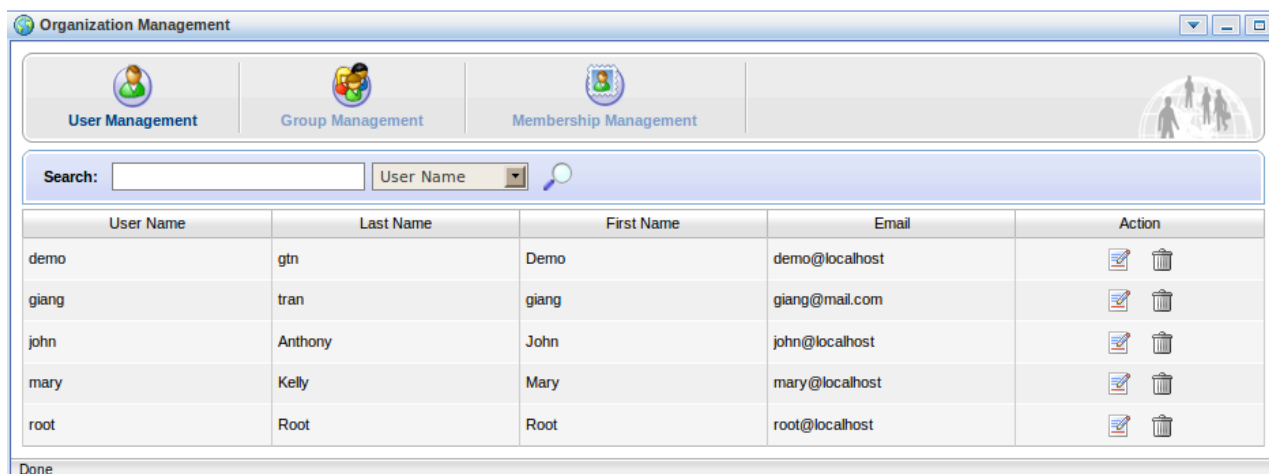 Organization Management
User Management Group Management Membership Management
Search: User Name
User Name Last Name First Name Email Action
demo gtn Demo demo@localhost
giang tran giang giang@mail.com
john Anthony John john@localhost
mary Kelly Mary mary@localhost
root Root Root root@localhost
Done